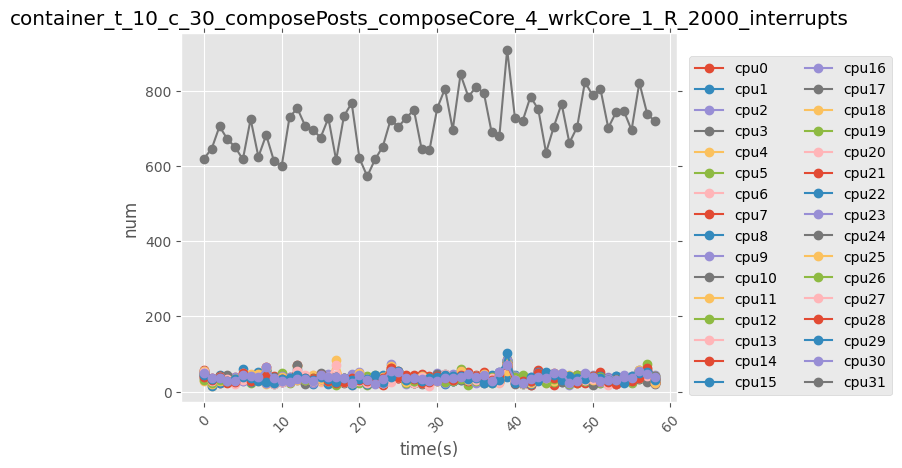 container_t_10_c_30_composePosts_composeCore_4_wrkCore_1_R_2000_interrupts
800
600
400
200
0
num
0 10 20 30 40 50 60
time(s)
cpu0 cpu16
cpu1 cpu17
cpu2 cpu18
cpu3 cpu19
cpu4 cpu20
cpu5 cpu21
cpu6 cpu22
cpu7 cpu23
cpu8 cpu24
cpu9 cpu25
cpu10 cpu26
cpu11 cpu27
cpu12 cpu28
cpu13 cpu29
cpu14 cpu30
cpu15 cpu31